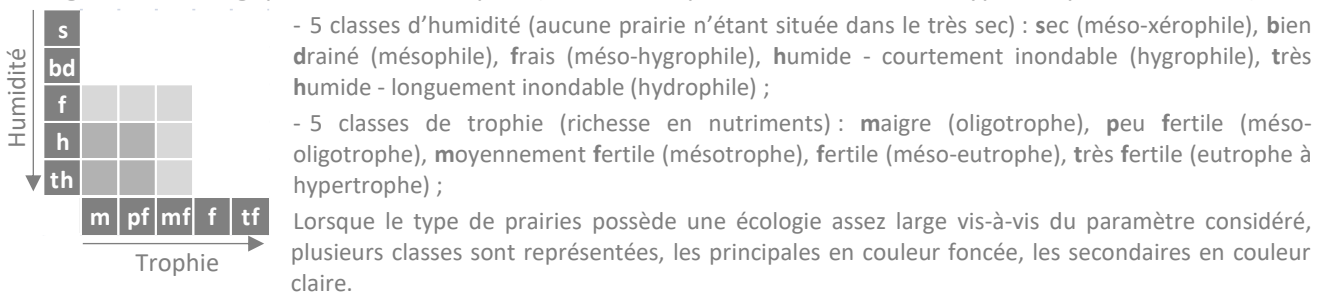 - 5 classes d’humidité (aucune prairie n’étant située dans le très sec) : sec (méso-xérophile), bien
drainé (mésophile), frais (méso-hygrophile), humide - courtement inondable (hygrophile), très
humide - longuement inondable (hydrophile) ;
- 5 classes de trophie (richesse en nutriments) : maigre (oligotrophe), peu fertile (méso-
oligotrophe), moyennement fertile (mésotrophe), fertile (méso-eutrophe), très fertile (eutrophe à
hypertrophe) ;
Lorsque le type de prairies possède une écologie assez large vis-à-vis du paramètre considéré,
plusieurs classes sont représentées, les principales en couleur foncée, les secondaires en couleur
claire.
Humidité
s
bd
f
h
th
m pf mf f tf
Trophie